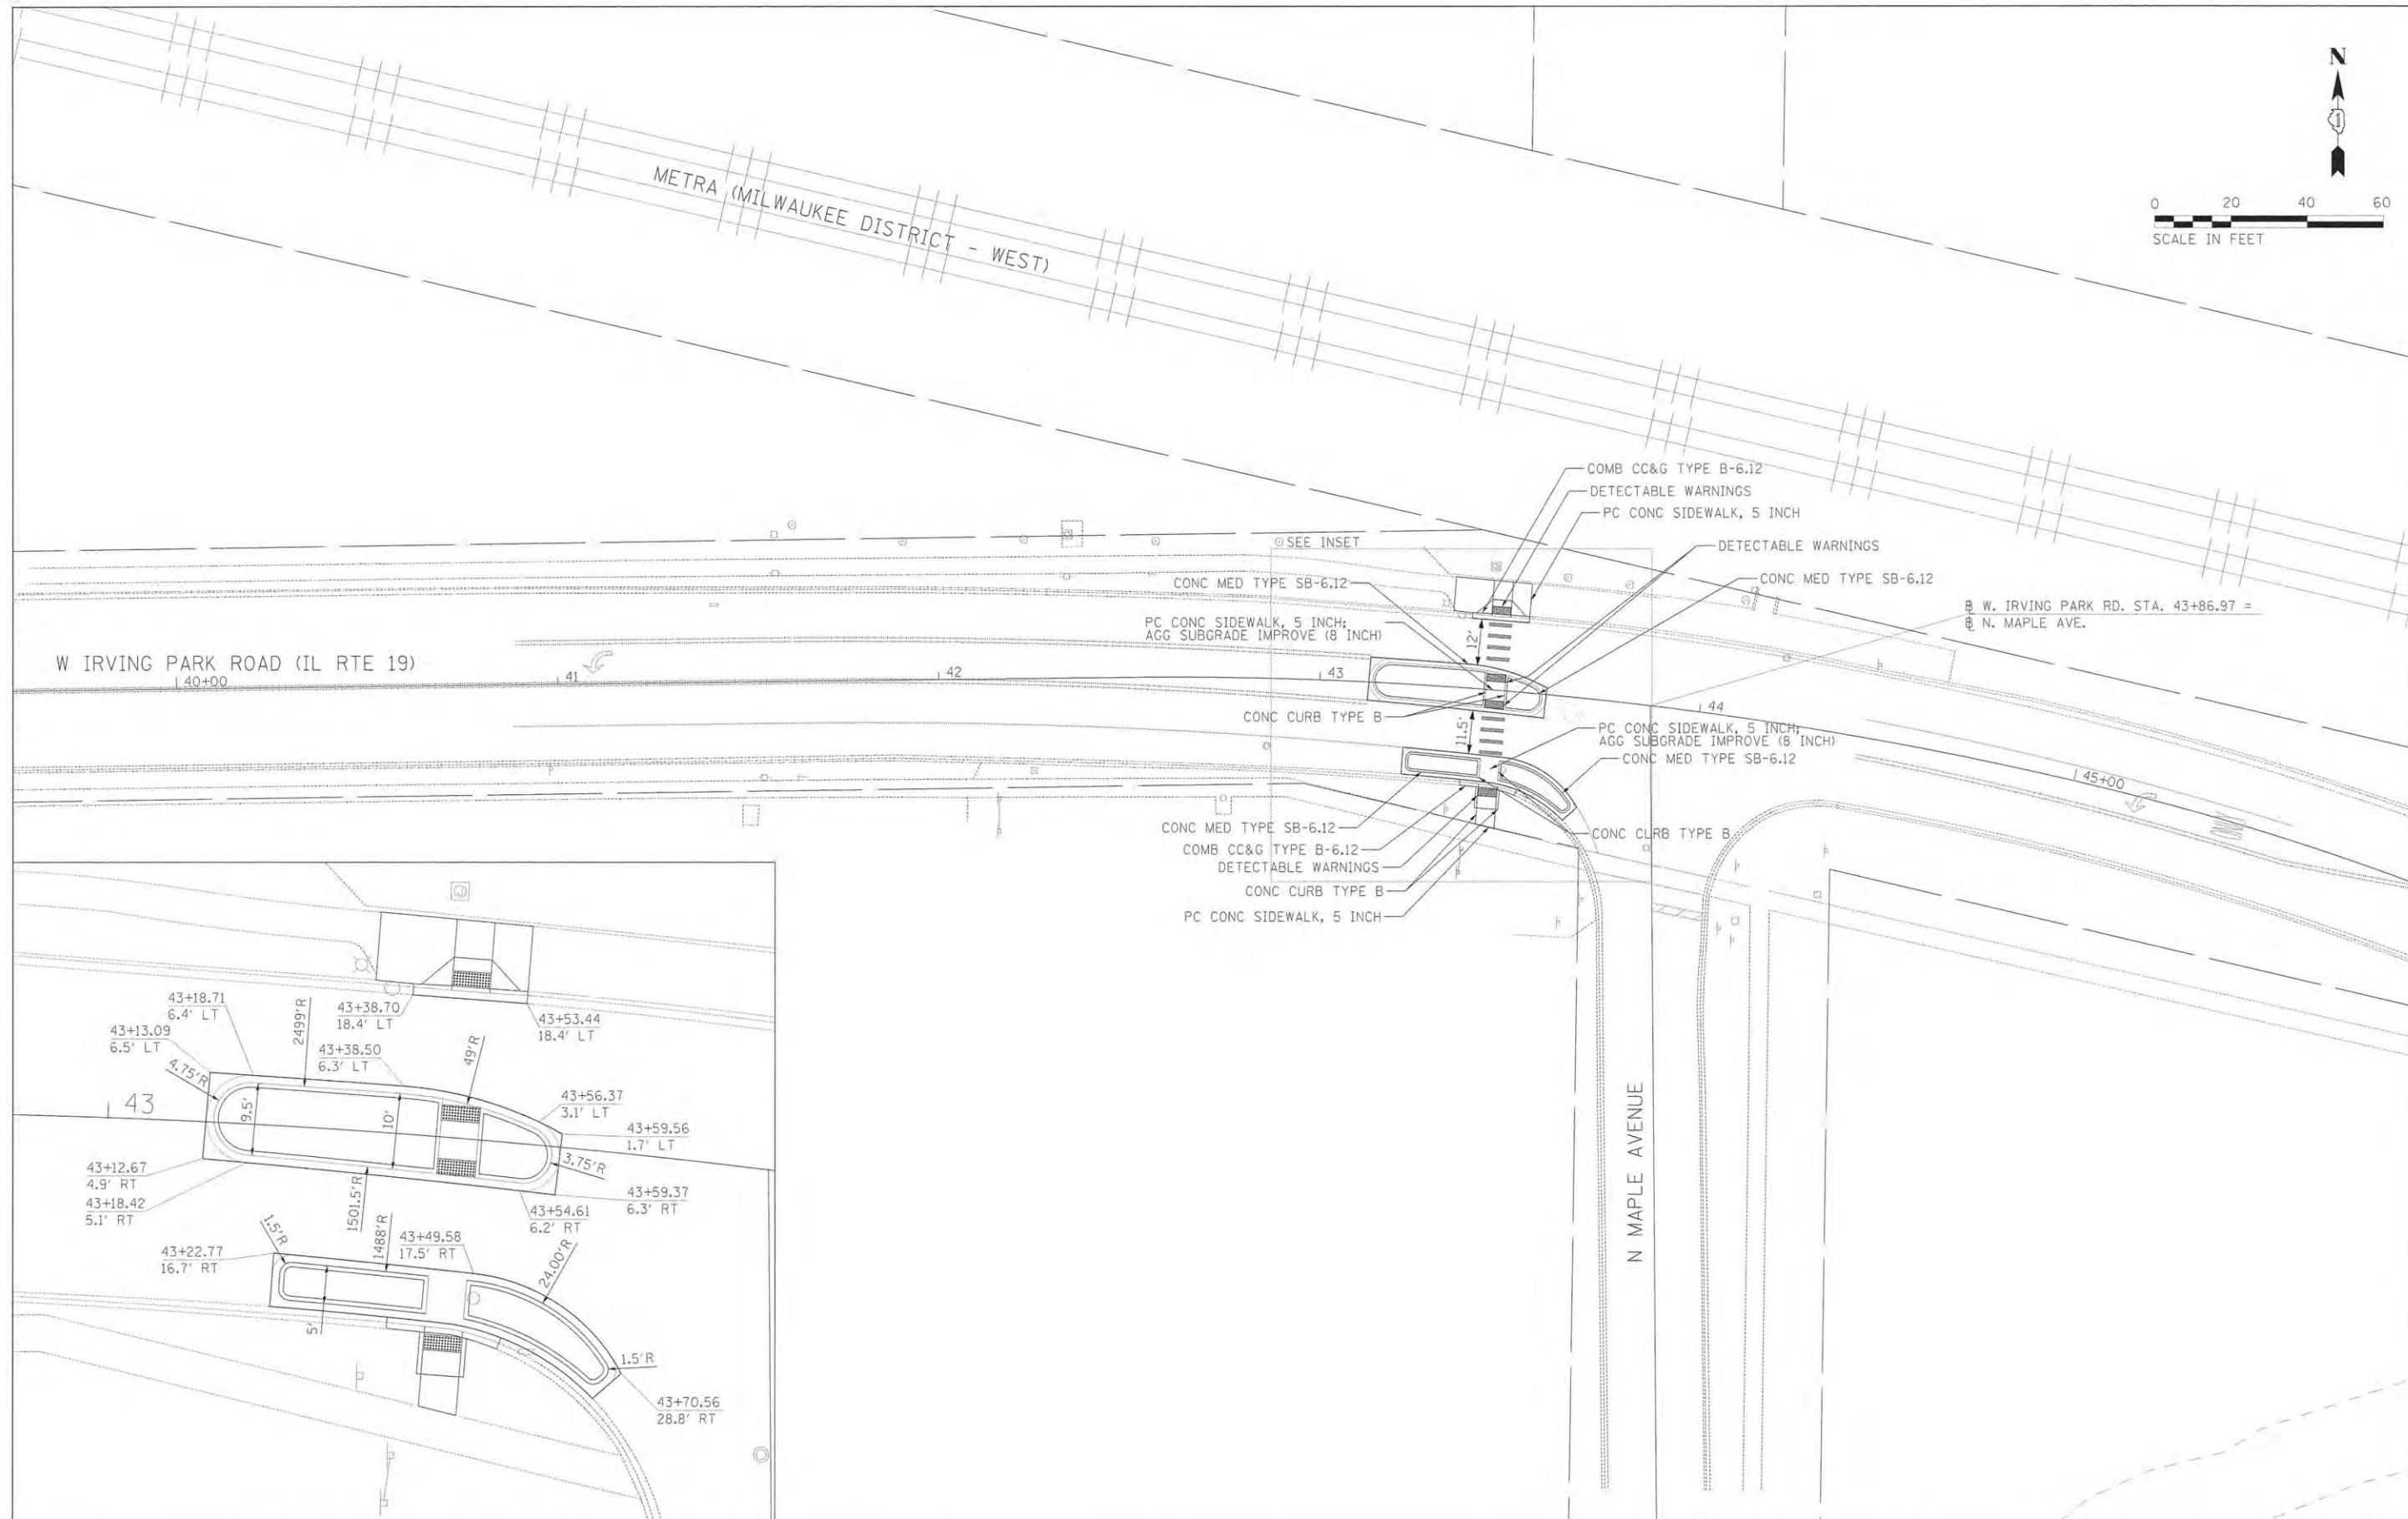 N
1
0 20 40 60
SCALE IN FEET
METRA (MILWAUKEE DISTRICT - WEST)
COMB CC&G TYPE B-6.12
DETECTABLE WARNINGS
PC CONC SIDEWALK, 5 INCH
SEE INSET
DETECTABLE WARNINGS
CONC MED TYPE SB-6.12
CONC MED TYPE SB-6.12
PC CONC SIDEWALK, 5 INCH;
AGG SUBGRADE IMPROVE (8 INCH)
12'
℄ W. IRVING PARK RD. STA. 43+86.97 =
℄ N. MAPLE AVE.
W IRVING PARK ROAD (IL RTE 19)
40+00
41
42
43
44
45+00
CONC CURB TYPE B
11.5'
PC CONC SIDEWALK, 5 INCH;
AGG SUBGRADE IMPROVE (8 INCH)
CONC MED TYPE SB-6.12
CONC MED TYPE SB-6.12
CONC CURB TYPE B
COMB CC&G TYPE B-6.12
DETECTABLE WARNINGS
CONC CURB TYPE B
PC CONC SIDEWALK, 5 INCH
N MAPLE AVENUE
43+18.71
6.4' LT
43+38.70
18.4' LT
43+53.44
18.4' LT
43+13.09
6.5' LT
2499'R
43+38.50
6.3' LT
49'R
4.75'R
43
9.5'
10'
43+56.37
3.1' LT
43+59.56
1.7' LT
3.75'R
43+12.67
4.9' RT
43+18.42
5.1' RT
1501.5'R
43+59.37
6.3' RT
43+54.61
6.2' RT
1.5'R
1488'R
43+49.58
17.5' RT
43+22.77
16.7' RT
24.00'R
5'
1.5'R
43+70.56
28.8' RT